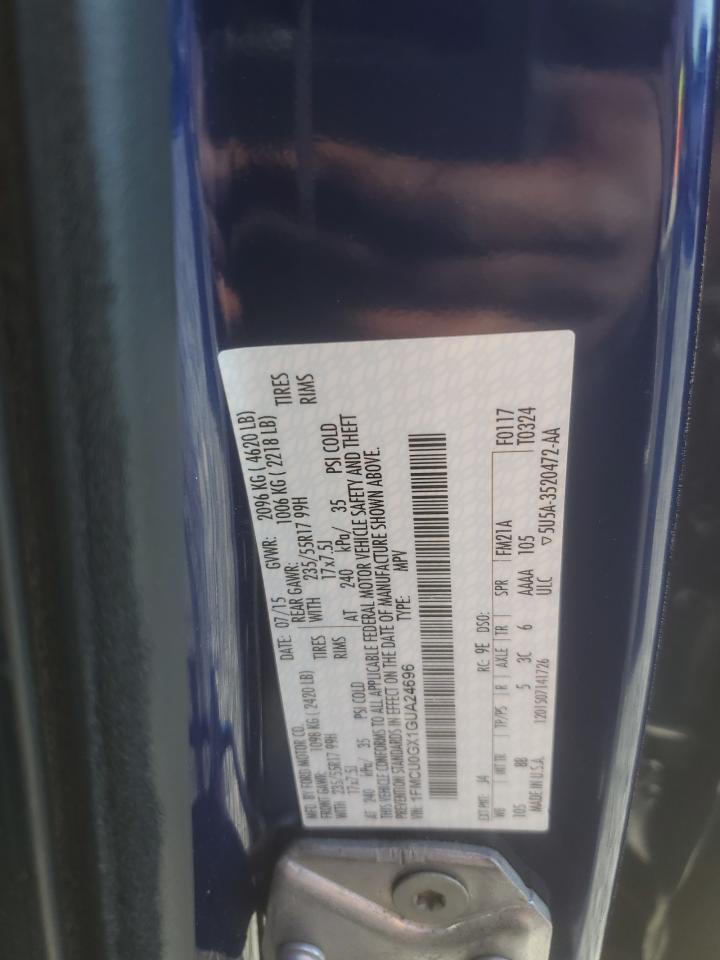 MFD. BY FORD MOTOR CO. DATE: 07/15 GVWR: 2096 KG ( 4620 LB)
FRONT GAWR: 1098 KG (2420 LB) REAR GAWR: 1006 KG ( 2218 LB)
WITH 235/55R17 99H TIRES WITH 235/55R17 99H TIRES
17x7.5J RIMS 17x7.5J RIMS
AT 240 kPa/ 35 PSI COLD AT 240 kPa/ 35 PSI COLD
THIS VEHICLE CONFORMS TO ALL APPLICABLE FEDERAL MOTOR VEHICLE SAFETY AND THEFT
PREVENTION STANDARDS IN EFFECT ON THE DATE OF MANUFACTURE SHOWN ABOVE.
VIN: 1FMCU0GX1GUA24696 TYPE: MPV
EXT PNT: J4 RC: 9E DSO:
WB INT TR TP/PS R AXLE TR SPR FM21A F0117
105 BB 5 3C 6 AAAA 105 T0324
MADE IN U.S.A. 1201507141726 ULC ▽5U5A-3520472-AA